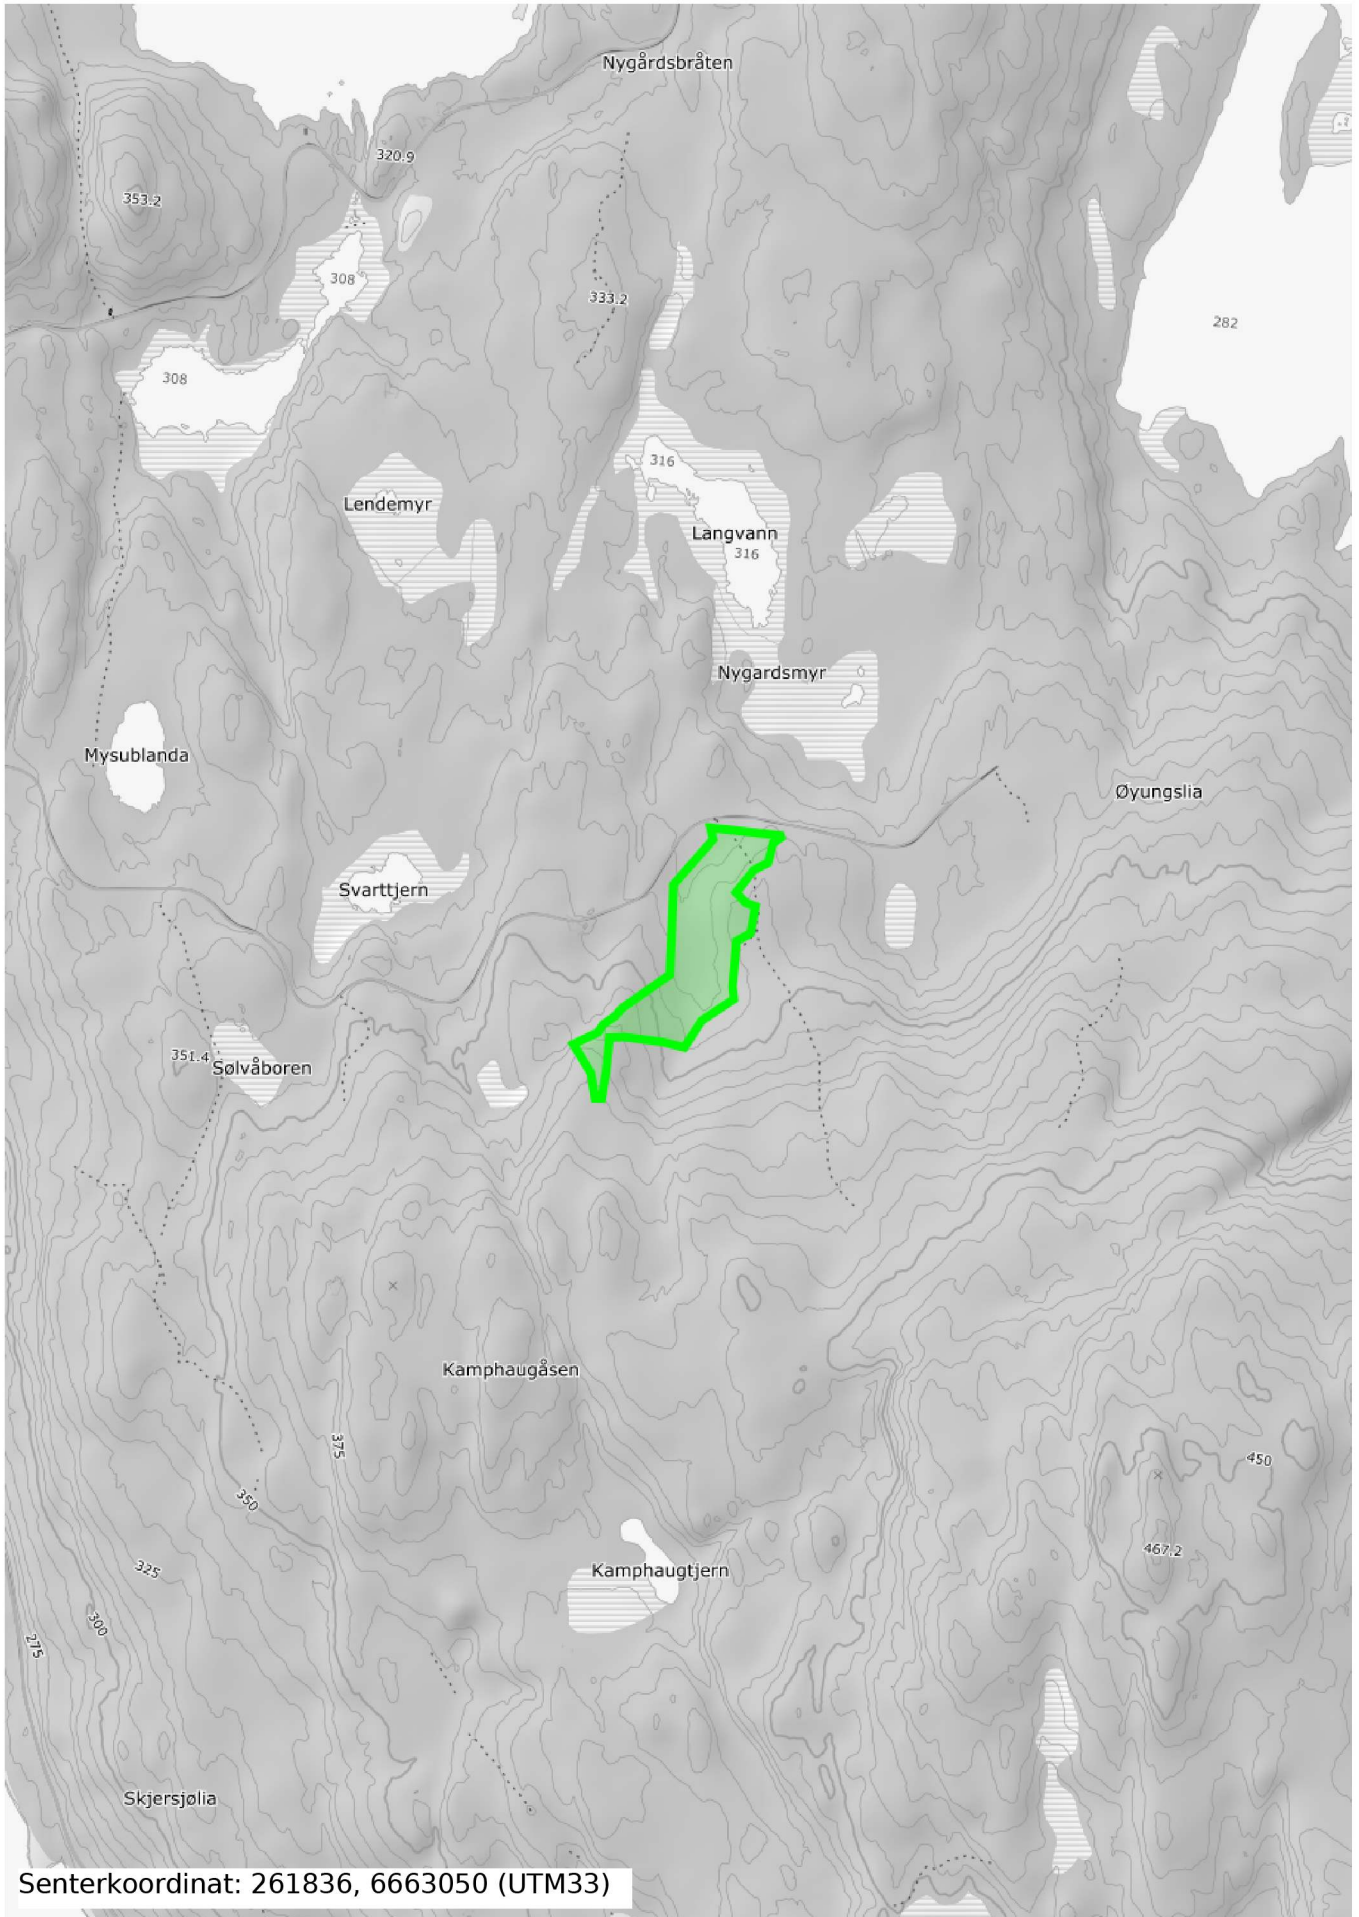 Nygårdsbråten
320.9
353.2
308
333.2
282
308
316
Lendemyr
Langvann
316
Nygardsmyr
Mysublanda
Øyungslia
Svarttjern
351.4
Sølvåboren
Kamphaugåsen
375
450
350
467.2
325
Kamphaugtjern
300
275
Skjersjølia
Senterkoordinat: 261836, 6663050 (UTM33)